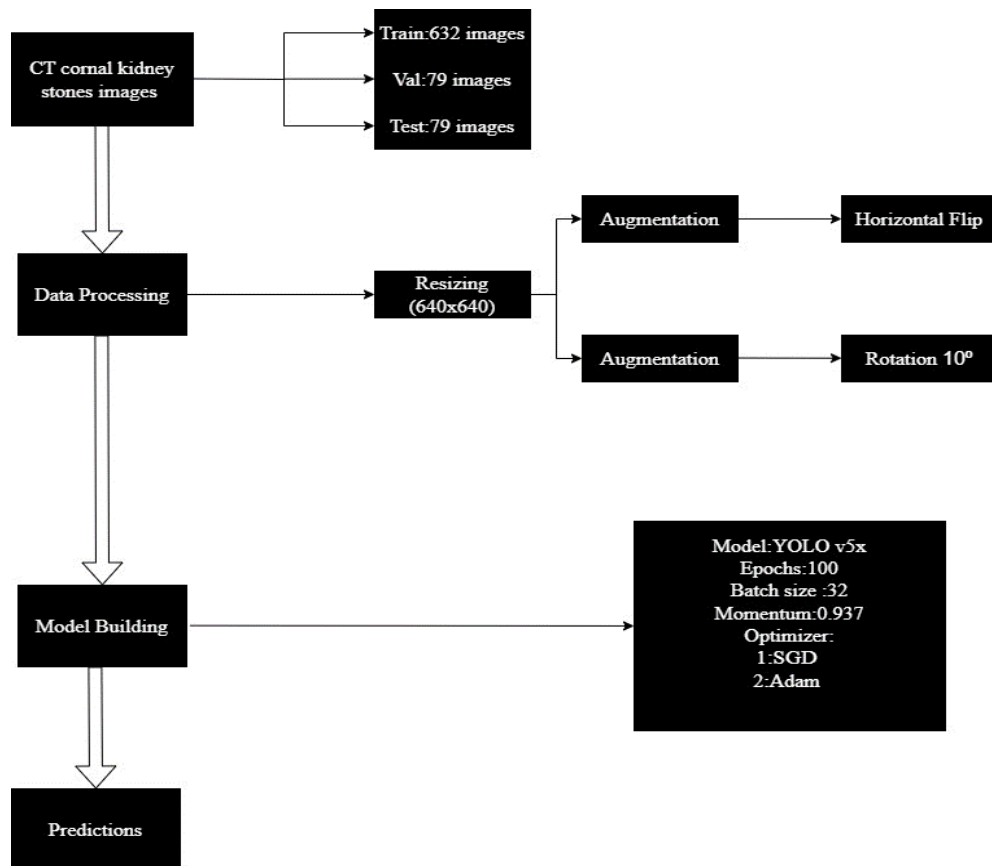 CT cornal kidney
stones images
Train:632 images
Val:79 images
Test:79 images
Data Processing
Resizing
(640x640)
Augmentation
Horizontal Flip
Augmentation
Rotation 10º
Model Building
Model:YOLO v5x
Epochs:100
Batch size :32
Momentum:0.937
Optimizer:
1:SGD
2:Adam
Predictions